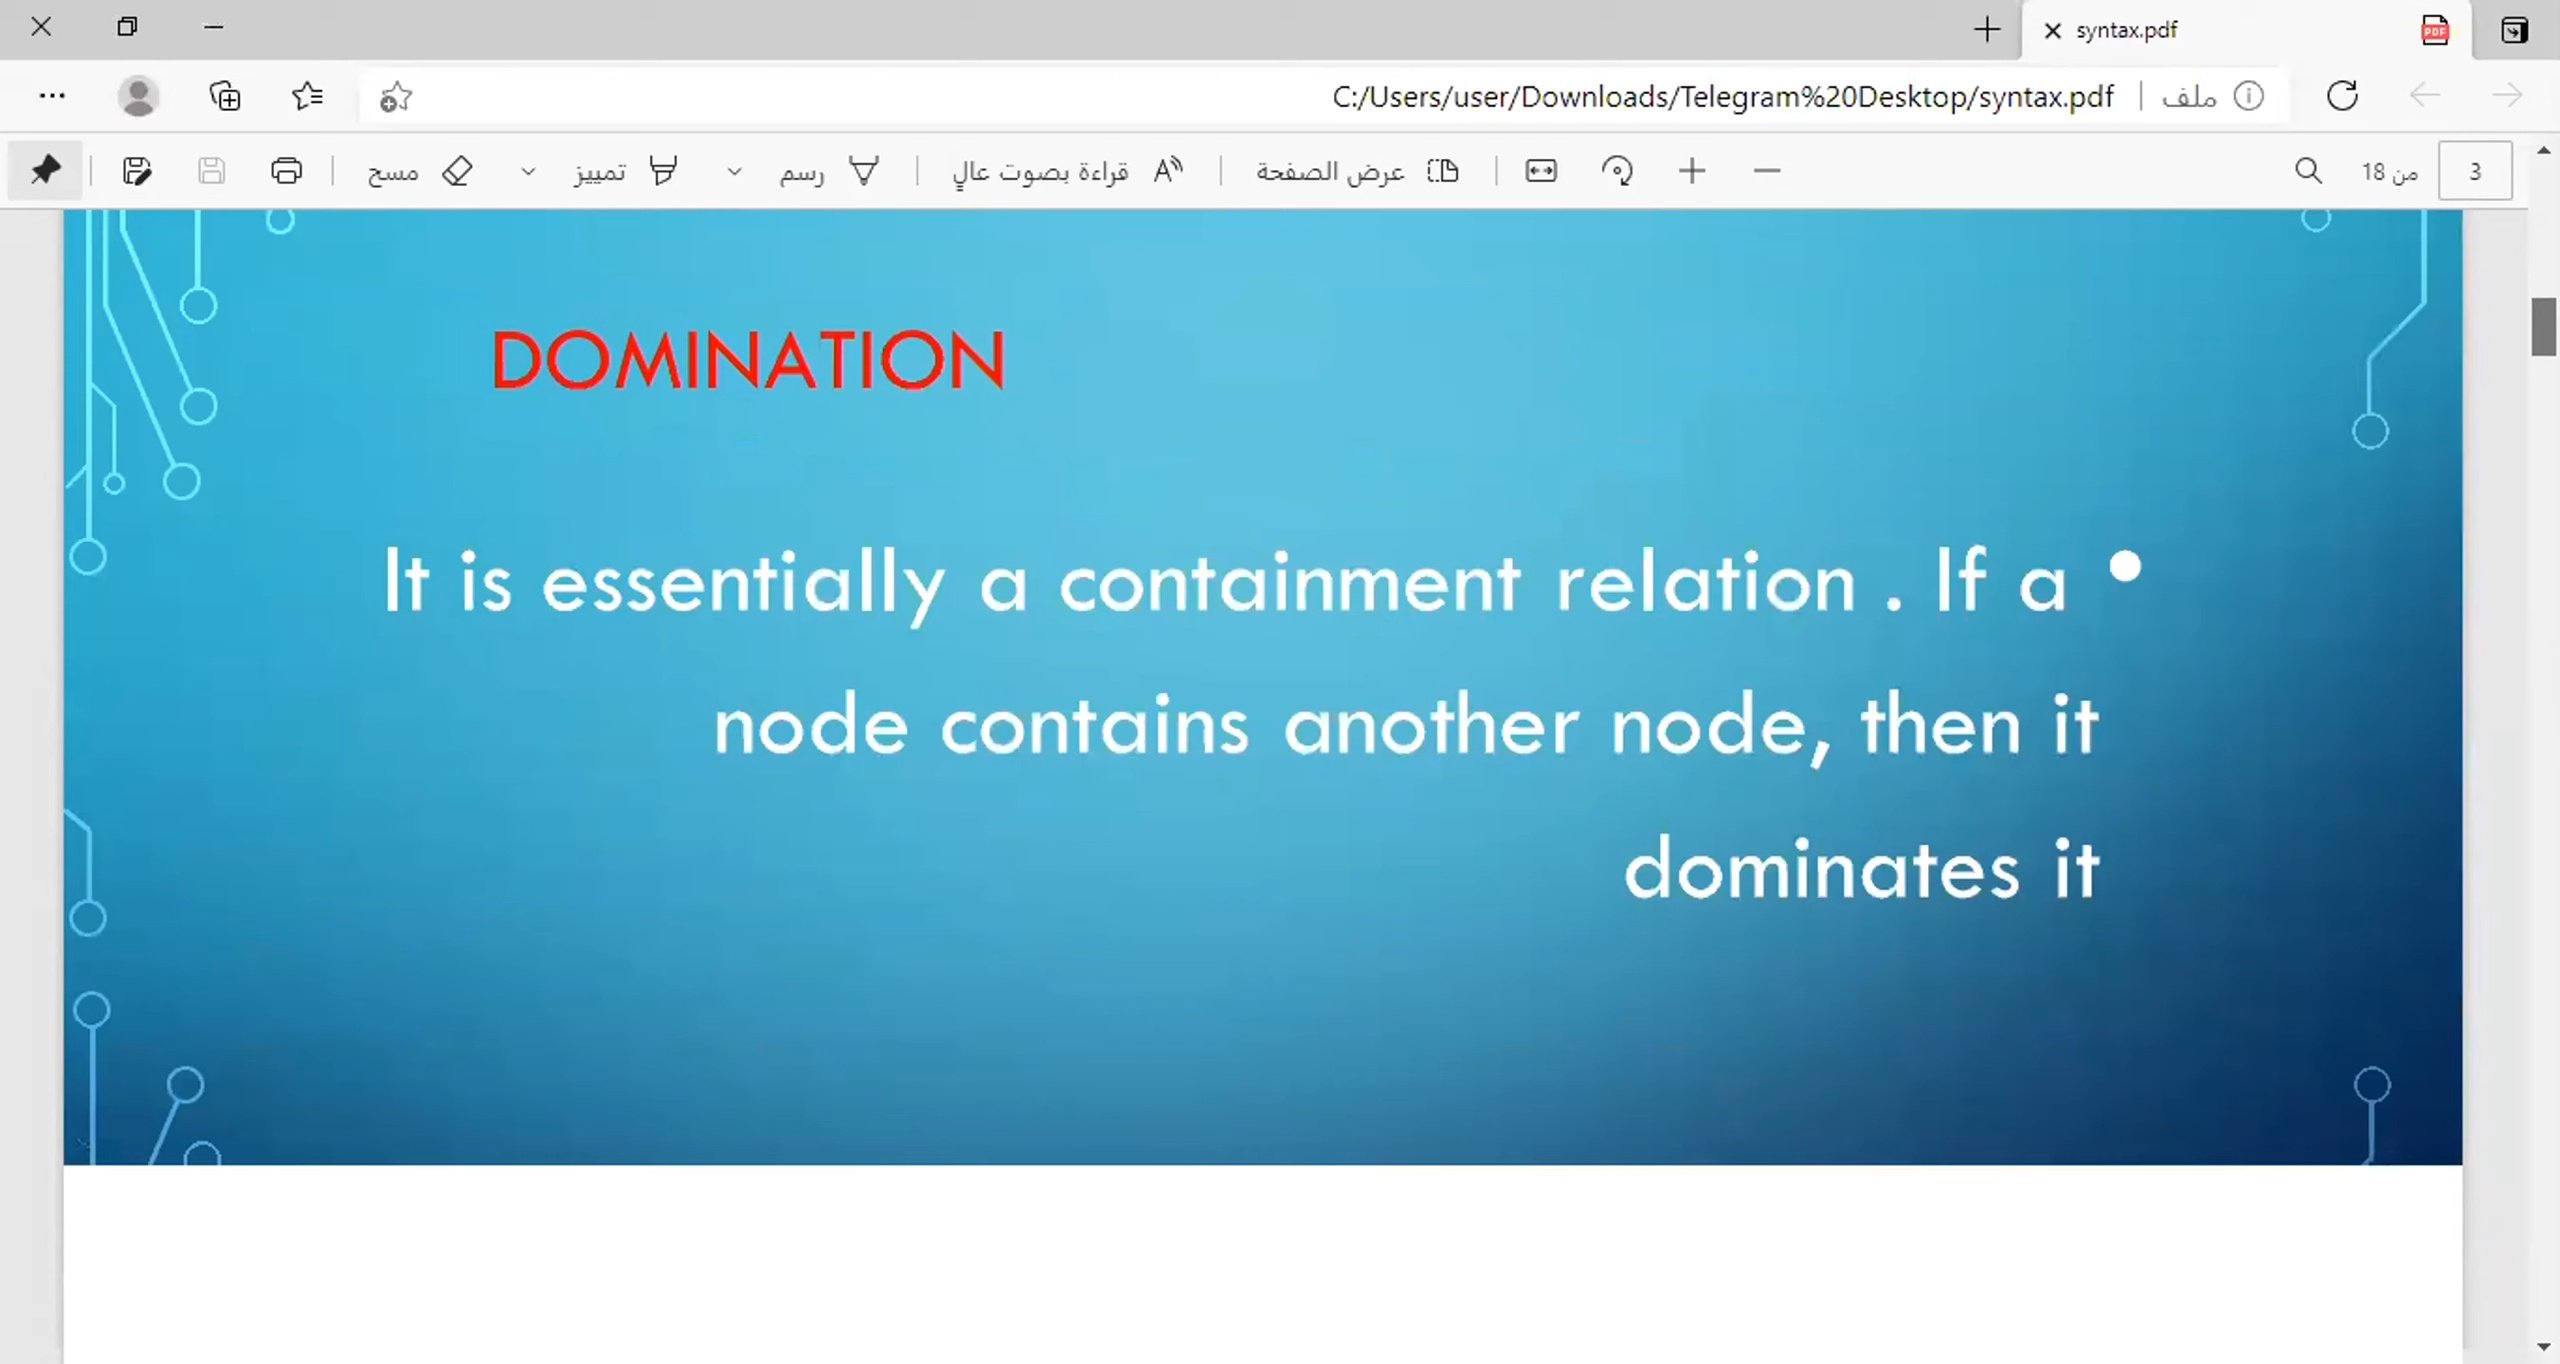 syntax.pdf
C:/Users/user/Downloads/Telegram%20Desktop/syntax.pdf | ملف
3 من 18
عرض الصفحة
قراءة بصوت عالٍ
رسم
تمييز
مسح
DOMINATION
• It is essentially a containment relation . If a
node contains another node, then it
dominates it